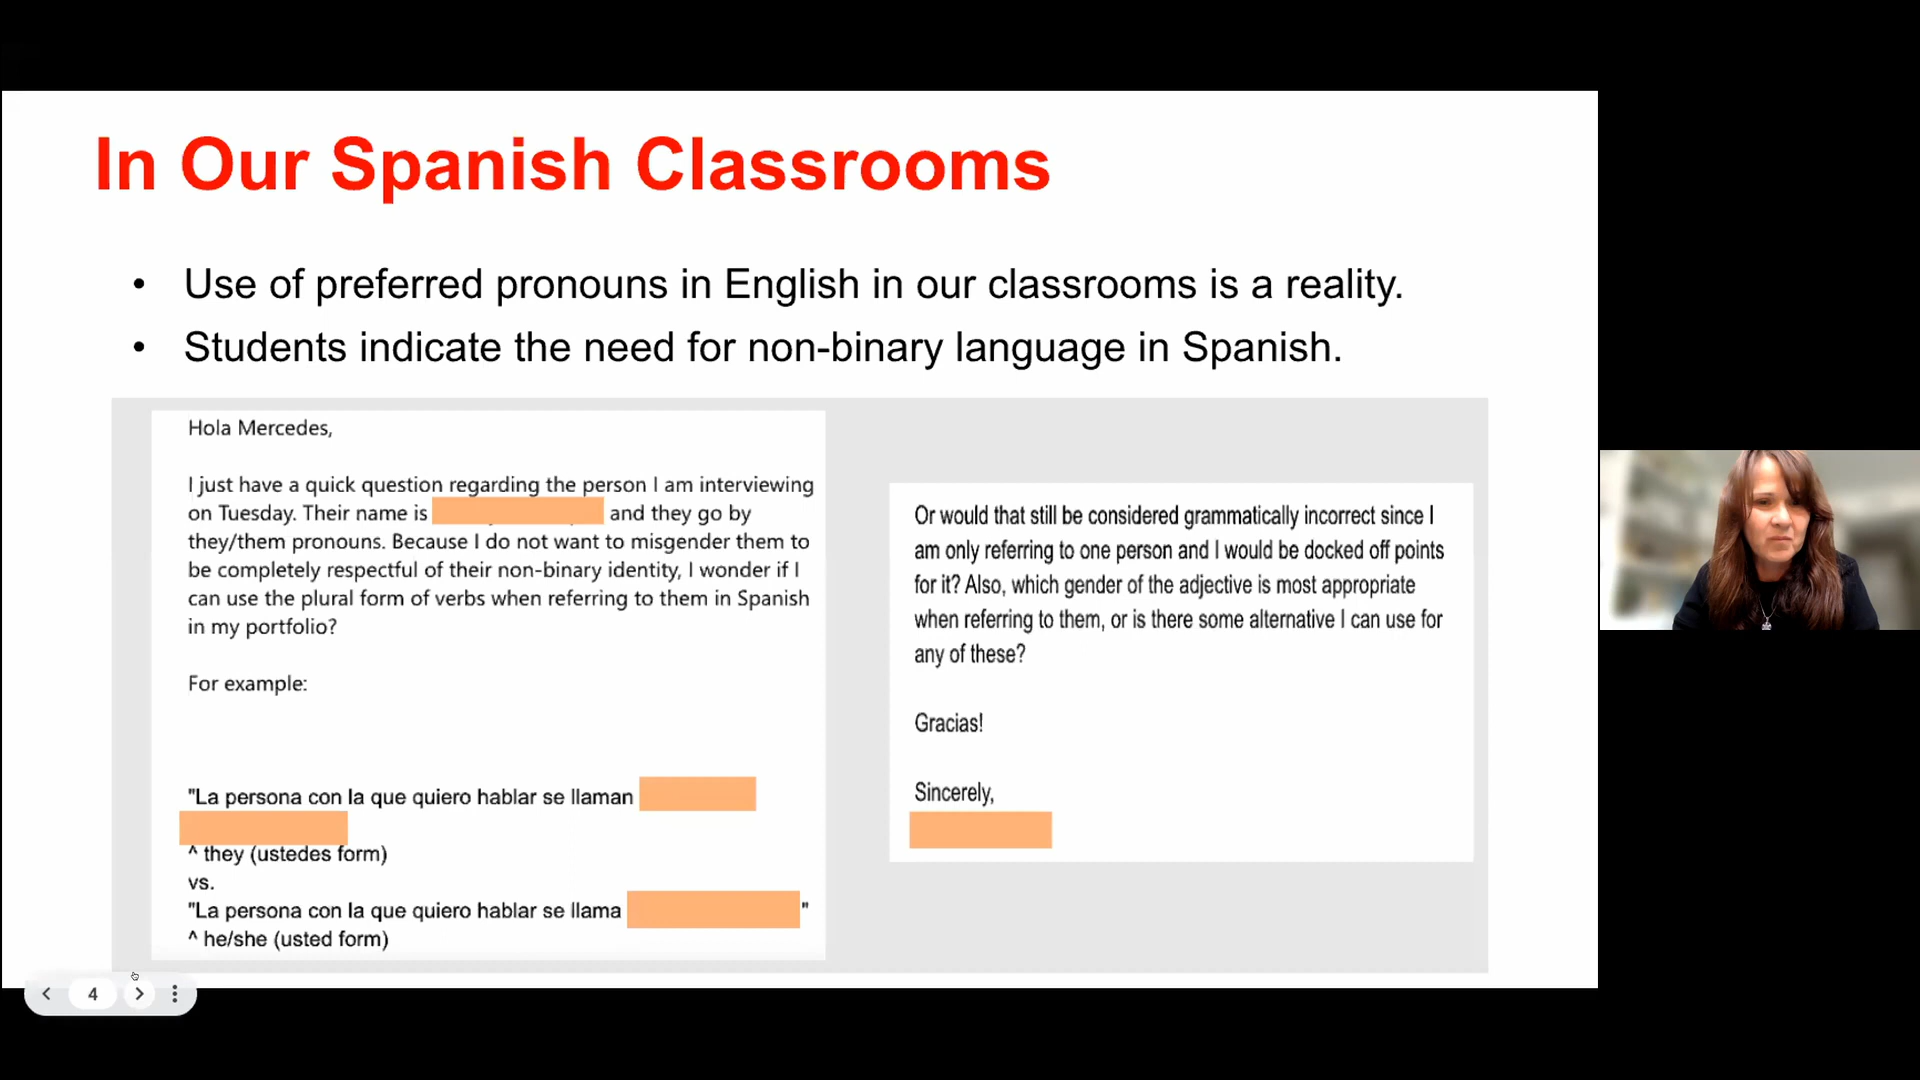 In Our Spanish Classrooms
• Use of preferred pronouns in English in our classrooms is a reality.
• Students indicate the need for non-binary language in Spanish.
Hola Mercedes,
I just have a quick question regarding the person I am interviewing
on Tuesday. Their name is and they go by
they/them pronouns. Because I do not want to misgender them to
be completely respectful of their non-binary identity, I wonder if I
can use the plural form of verbs when referring to them in Spanish
in my portfolio?
For example:
"La persona con la que quiero hablar se llaman
^ they (ustedes form)
vs.
"La persona con la que quiero hablar se llama "
^ he/she (usted form)
Or would that still be considered grammatically incorrect since I
am only referring to one person and I would be docked off points
for it? Also, which gender of the adjective is most appropriate
when referring to them, or is there some alternative I can use for
any of these?
Gracias!
Sincerely,
4